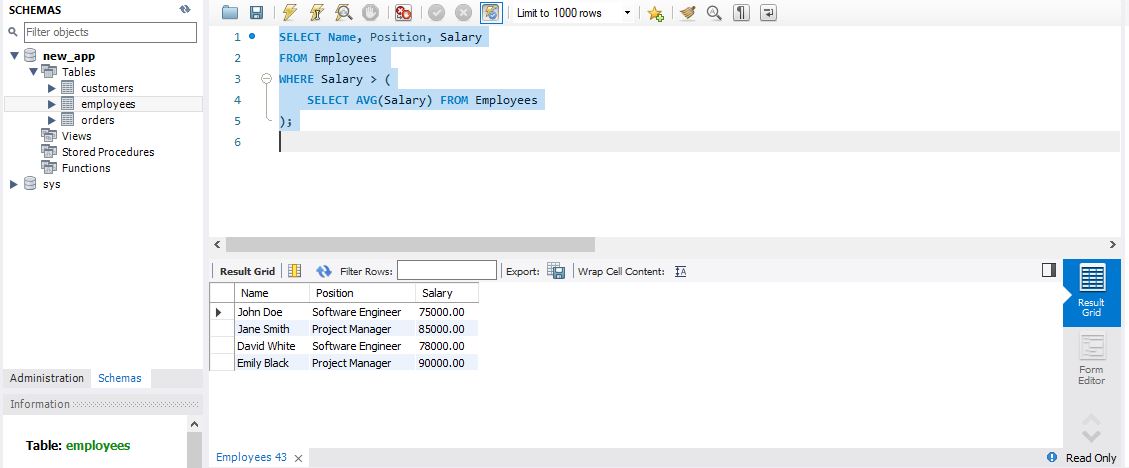 SCHEMAS
Filter objects
new_app
Tables
customers
employees
orders
Views
Stored Procedures
Functions
sys
Administration Schemas
Information
Table: employees
Limit to 1000 rows
1 SELECT Name, Position, Salary
2 FROM Employees
3 WHERE Salary > (
4 SELECT AVG(Salary) FROM Employees
5 );
6
Result Grid Filter Rows: Export: Wrap Cell Content:
Name Position Salary
John Doe Software Engineer 75000.00
Jane Smith Project Manager 85000.00
David White Software Engineer 78000.00
Emily Black Project Manager 90000.00
Result
Grid
Form
Editor
Employees 43
Read Only